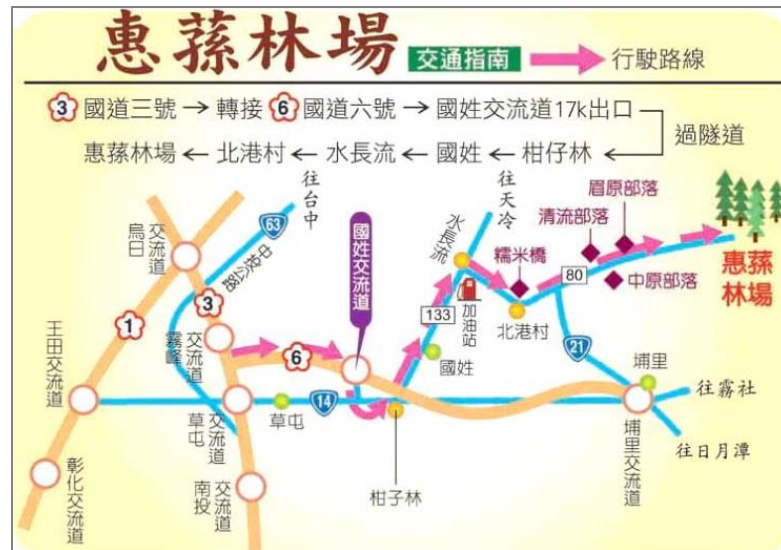 惠蓀林場
交通指南
行駛路線
3 國道三號 → 轉接 6 國道六號 → 國姓交流道17k出口
過隧道
惠蓀林場 ← 北港村 ← 水長流 ← 國姓 ← 柑仔林
往台中
往天冷
眉原部落
清流部落
63
中投公路
烏日交流道
國姓交流道
水長流
糯米橋
80
中原部落
惠蓀林場
3
1
133
加油站
北港村
霧峰交流道
6
國姓
21
埔里
王田交流道
14
草屯
往霧社
草屯交流道
埔里交流道
往日月潭
彰化交流道
南投交流道
柑子林